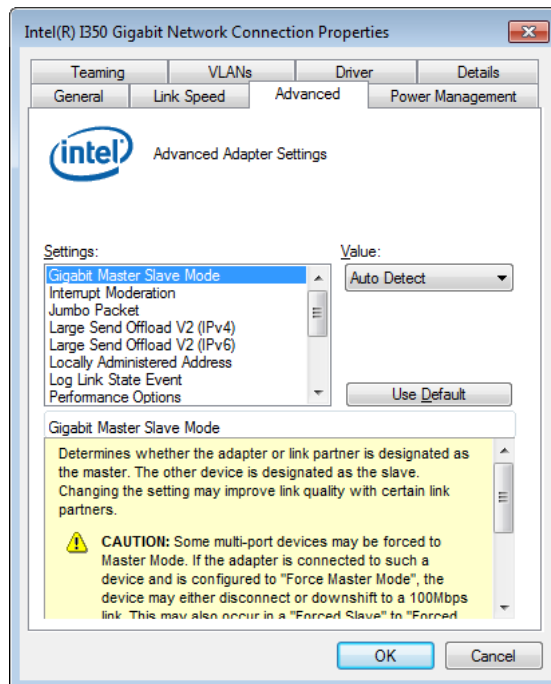 Intel(R) I350 Gigabit Network Connection Properties
Teaming VLANs Driver Details
General Link Speed Advanced Power Management
intel Advanced Adapter Settings
Settings: Value:
Gigabit Master Slave Mode Auto Detect
Interrupt Moderation
Jumbo Packet
Large Send Offload V2 (IPv4)
Large Send Offload V2 (IPv6)
Locally Administered Address
Log Link State Event
Performance Options Use Default
Gigabit Master Slave Mode
Determines whether the adapter or link partner is designated as
the master. The other device is designated as the slave.
Changing the setting may improve link quality with certain link
partners.
CAUTION: Some multi-port devices may be forced to
Master Mode. If the adapter is connected to such a
device and is configured to "Force Master Mode", the
device may either disconnect or downshift to a 100Mbps
link. This may also occur in a "Forced Slave" to "Forced
OK Cancel